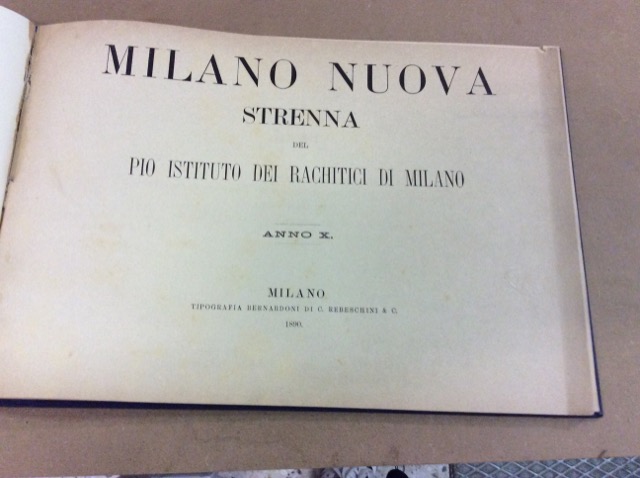 MILANO NUOVA
STRENNA
DEL
PIO ISTITUTO DEI RACHITICI DI MILANO
ANNO X.
MILANO
TIPOGRAFIA BERNARDONI DI C. REBESCHINI & C.
1890.